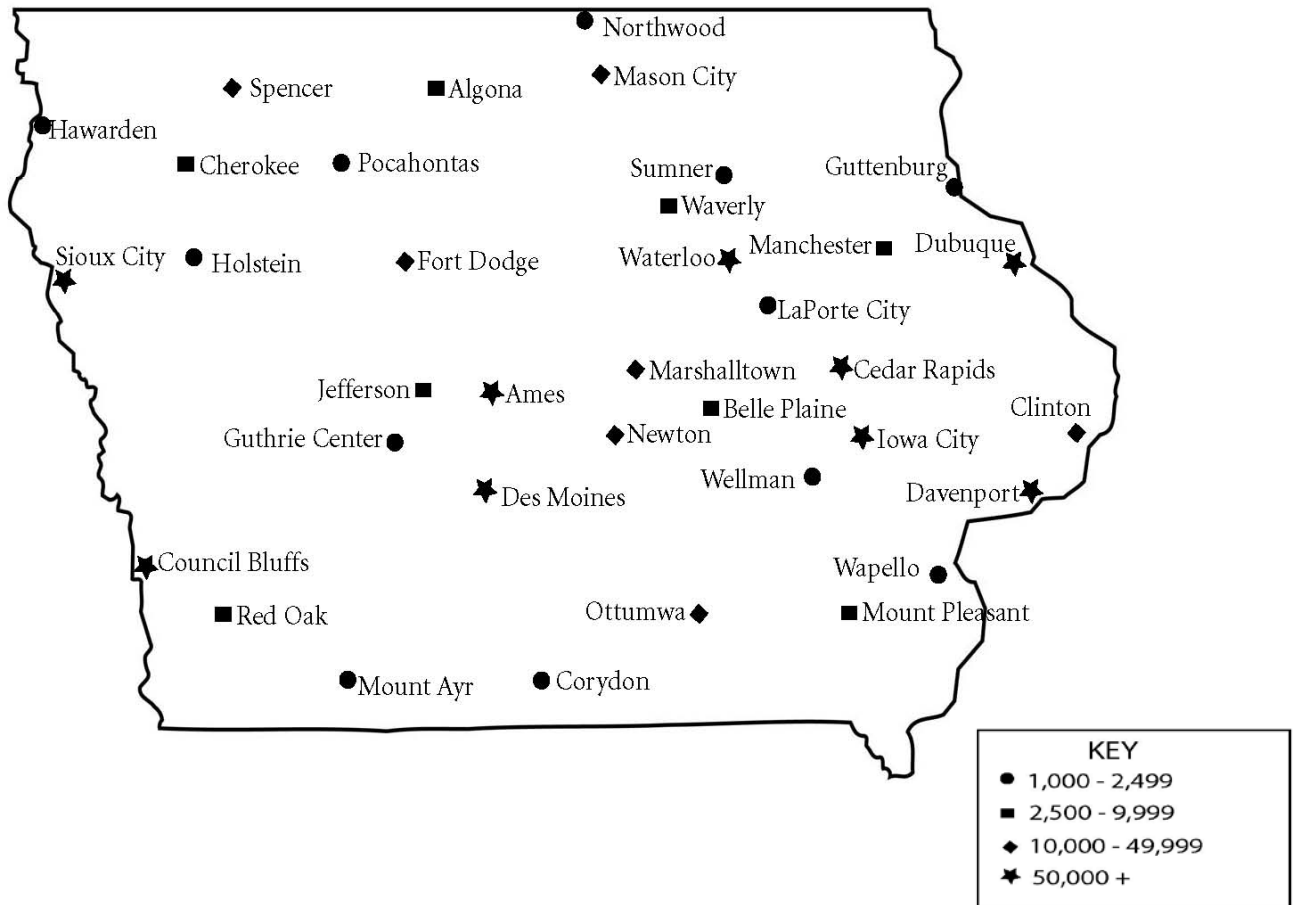 Northwood
Mason City
Spencer
Algona
Hawarden
Cherokee
Pocahontas
Sumner
Guttenburg
Waverly
Sioux City
Holstein
Fort Dodge
Waterloo
Manchester
Dubuque
LaPorte City
Jefferson
Ames
Marshalltown
Cedar Rapids
Belle Plaine
Clinton
Guthrie Center
Newton
Iowa City
Des Moines
Wellman
Davenport
Council Bluffs
Wapello
Red Oak
Ottumwa
Mount Pleasant
Mount Ayr
Corydon
KEY
1,000 - 2,499
2,500 - 9,999
10,000 - 49,999
50,000 +